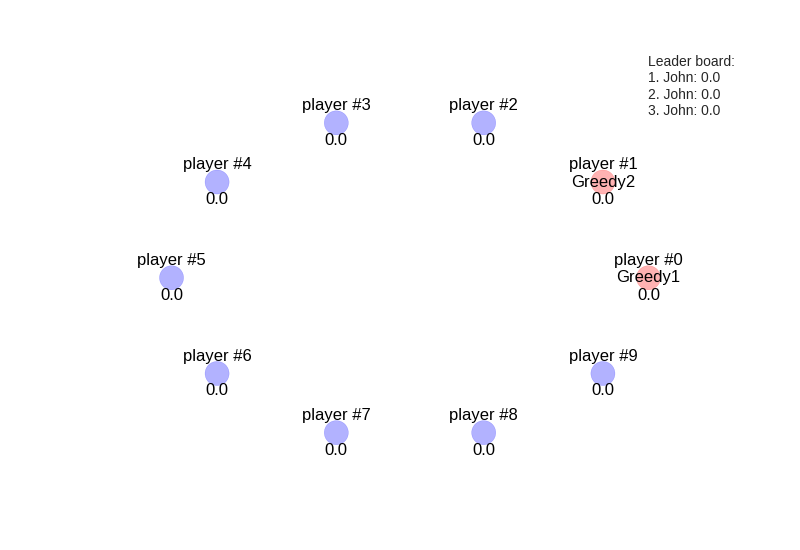 Leader board:
1. John: 0.0
2. John: 0.0
3. John: 0.0
player #3
0.0
player #2
0.0
player #4
0.0
player #1
Greedy2
0.0
player #5
0.0
player #0
Greedy1
0.0
player #6
0.0
player #9
0.0
player #7
0.0
player #8
0.0